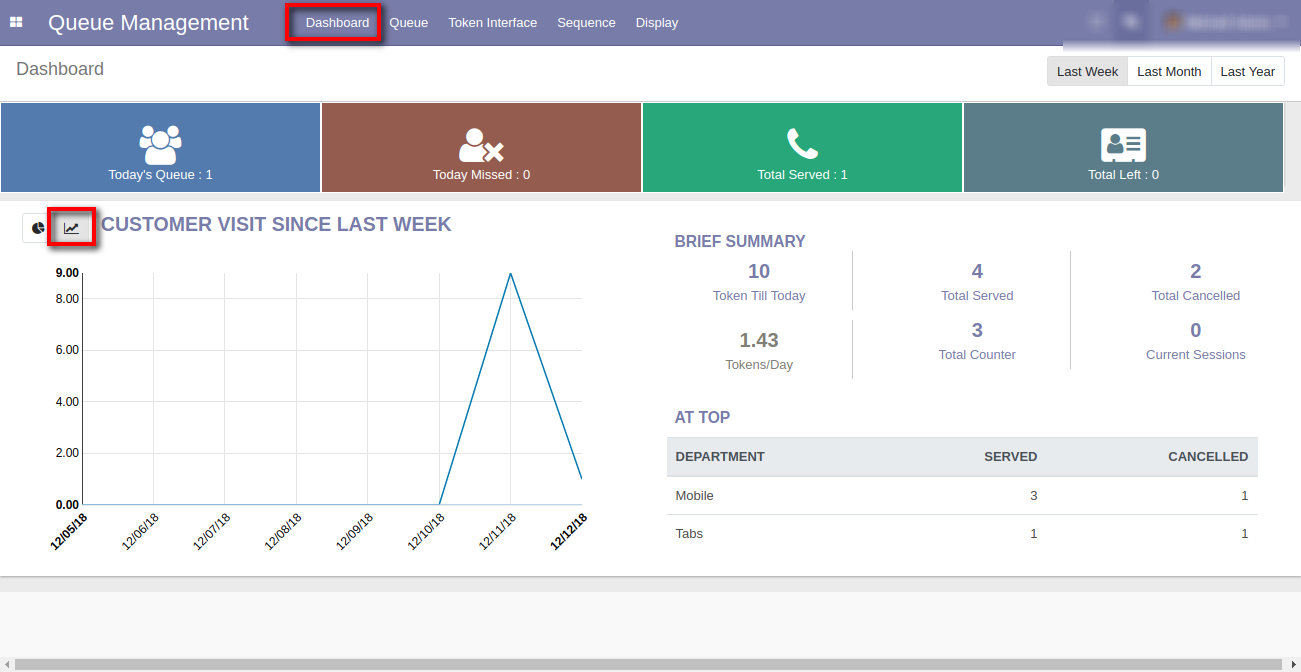 Queue Management Dashboard Queue Token Interface Sequence Display
Dashboard
Last Week Last Month Last Year
Today's Queue : 1
Today Missed : 0
Total Served : 1
Total Left : 0
CUSTOMER VISIT SINCE LAST WEEK
9.00
8.00
6.00
4.00
2.00
0.00
12/05/18 12/06/18 12/07/18 12/08/18 12/09/18 12/10/18 12/11/18 12/12/18
BRIEF SUMMARY
10
Token Till Today
4
Total Served
2
Total Cancelled
1.43
Tokens/Day
3
Total Counter
0
Current Sessions
AT TOP
DEPARTMENT SERVED CANCELLED
Mobile 3 1
Tabs 1 1